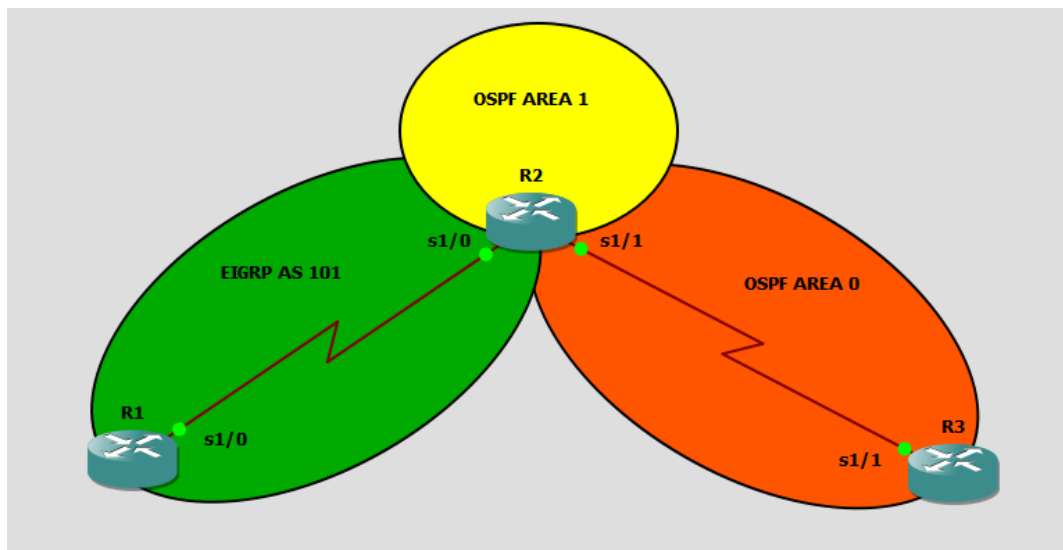 OSPF AREA 1
R2
s1/0
s1/1
EIGRP AS 101
OSPF AREA 0
R1
s1/0
R3
s1/1